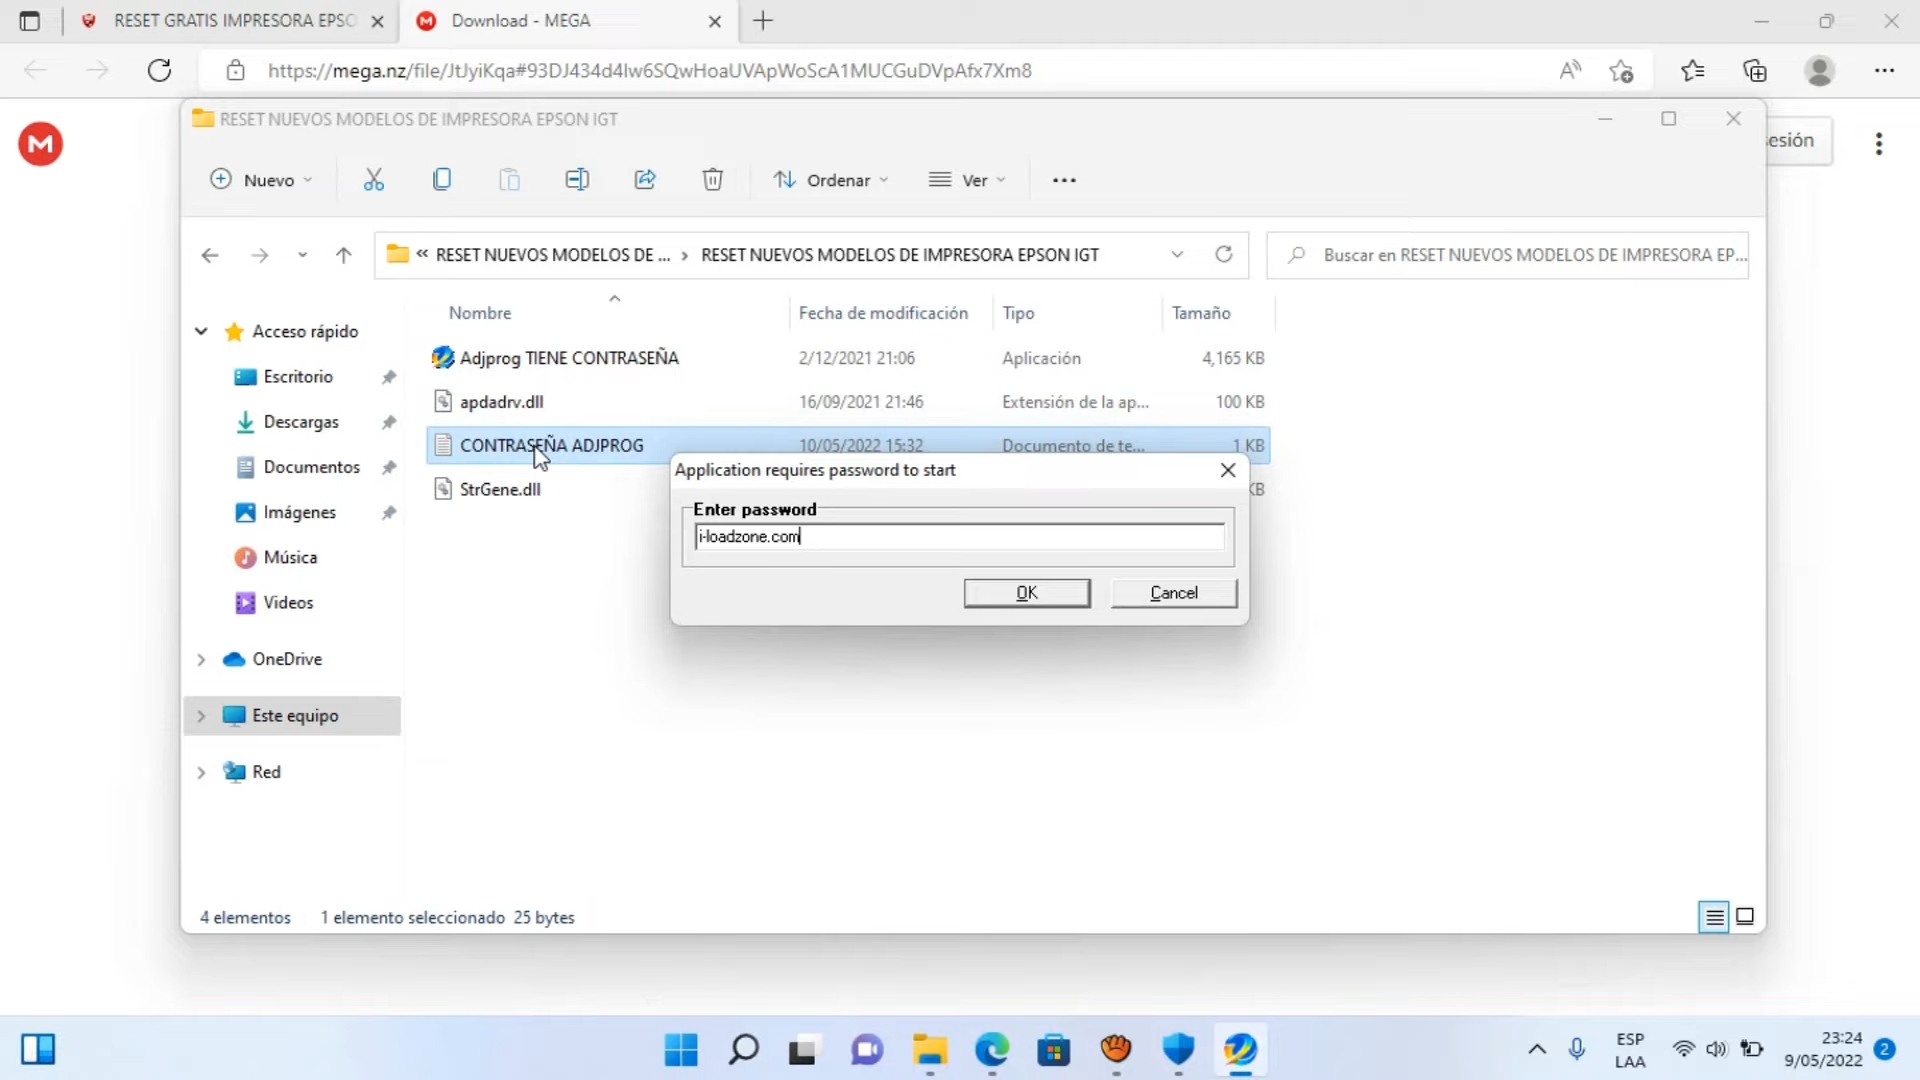 RESET GRATIS IMPRESORA EPSO
Download - MEGA
https://mega.nz/file/JtJyiKqa#93DJ434d4Iw6SQwHoaUVApWoScA1MUCGuDVpAfx7Xm8
RESET NUEVOS MODELOS DE IMPRESORA EPSON IGT
esión
Nuevo
Ordenar
Ver
« RESET NUEVOS MODELOS DE ... › RESET NUEVOS MODELOS DE IMPRESORA EPSON IGT
Buscar en RESET NUEVOS MODELOS DE IMPRESORA EP...
Nombre Fecha de modificación Tipo Tamaño
Acceso rápido
Escritorio
Descargas
Documentos
Imágenes
Música
Videos
OneDrive
Este equipo
Red
Adjprog TIENE CONTRASEÑA 2/12/2021 21:06 Aplicación 4,165 KB
apdadrv.dll 16/09/2021 21:46 Extensión de la ap... 100 KB
CONTRASEÑA ADJPROG 10/05/2022 15:32 Documento de te... 1 KB
StrGene.dll KB
Application requires password to start
Enter password
i-loadzone.com
OK
Cancel
4 elementos 1 elemento seleccionado 25 bytes
ESP
LAA
23:24
9/05/2022
2